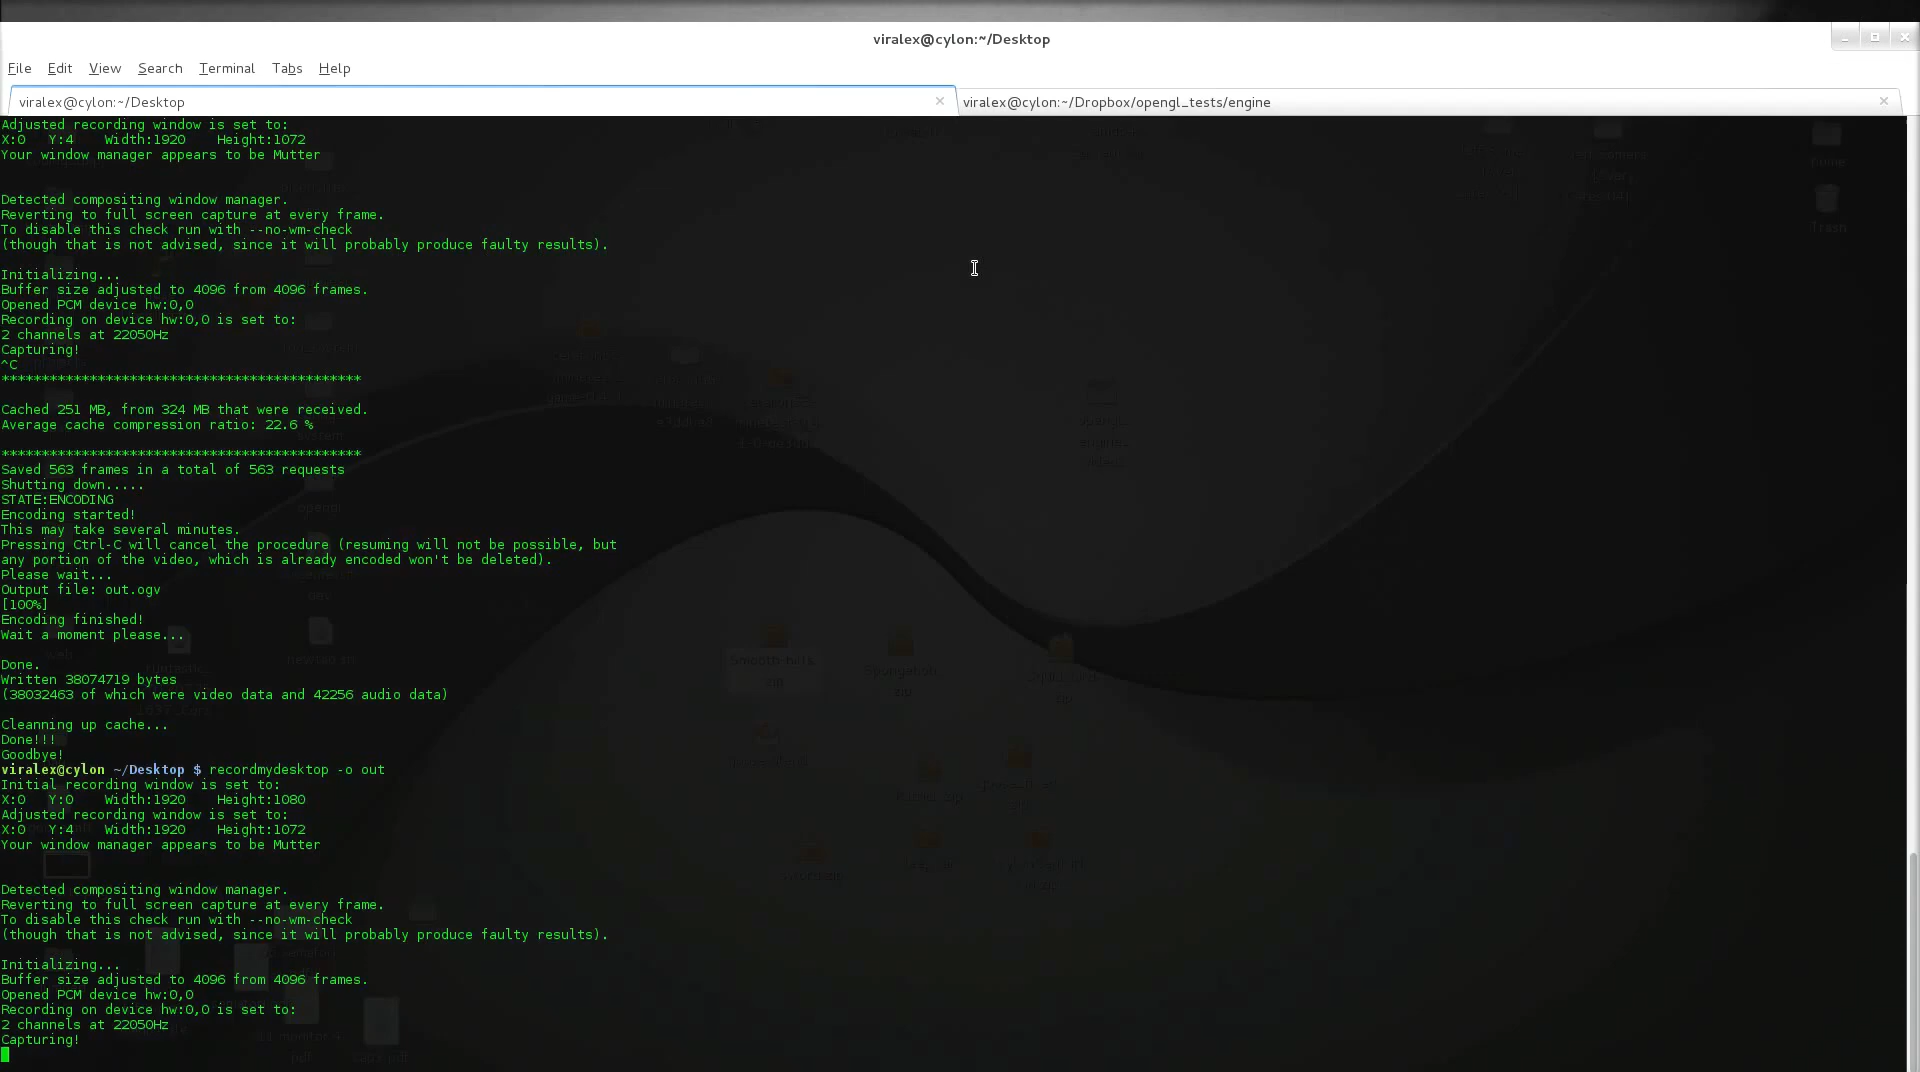 viralex@cylon:~/Desktop
File Edit View Search Terminal Tabs Help
viralex@cylon:~/Desktop
viralex@cylon:~/Dropbox/opengl_tests/engine
Adjusted recording window is set to:
X:0 Y:4 Width:1920 Height:1072
Your window manager appears to be Mutter
Detected compositing window manager.
Reverting to full screen capture at every frame.
To disable this check run with --no-wm-check
(though that is not advised, since it will probably produce faulty results).
Initializing...
Buffer size adjusted to 4096 from 4096 frames.
Opened PCM device hw:0,0
Recording on device hw:0,0 is set to:
2 channels at 22050Hz
Capturing!
^C
*********************************************
Cached 251 MB, from 324 MB that were received.
Average cache compression ratio: 22.6 %
*********************************************
Saved 563 frames in a total of 563 requests
Shutting down.....
STATE:ENCODING
Encoding started!
This may take several minutes.
Pressing Ctrl-C will cancel the procedure (resuming will not be possible, but
any portion of the video, which is already encoded won't be deleted).
Please wait...
Output file: out.ogv
[100%]
Encoding finished!
Wait a moment please...
Done.
Written 38074719 bytes
(38032463 of which were video data and 42256 audio data)
Cleanning up cache...
Done!!!
Goodbye!
viralex@cylon ~/Desktop $ recordmydesktop -o out
Initial recording window is set to:
X:0 Y:0 Width:1920 Height:1080
Adjusted recording window is set to:
X:0 Y:4 Width:1920 Height:1072
Your window manager appears to be Mutter
Detected compositing window manager.
Reverting to full screen capture at every frame.
To disable this check run with --no-wm-check
(though that is not advised, since it will probably produce faulty results).
Initializing...
Buffer size adjusted to 4096 from 4096 frames.
Opened PCM device hw:0,0
Recording on device hw:0,0 is set to:
2 channels at 22050Hz
Capturing!
Trash
Smooth-hills.
zip